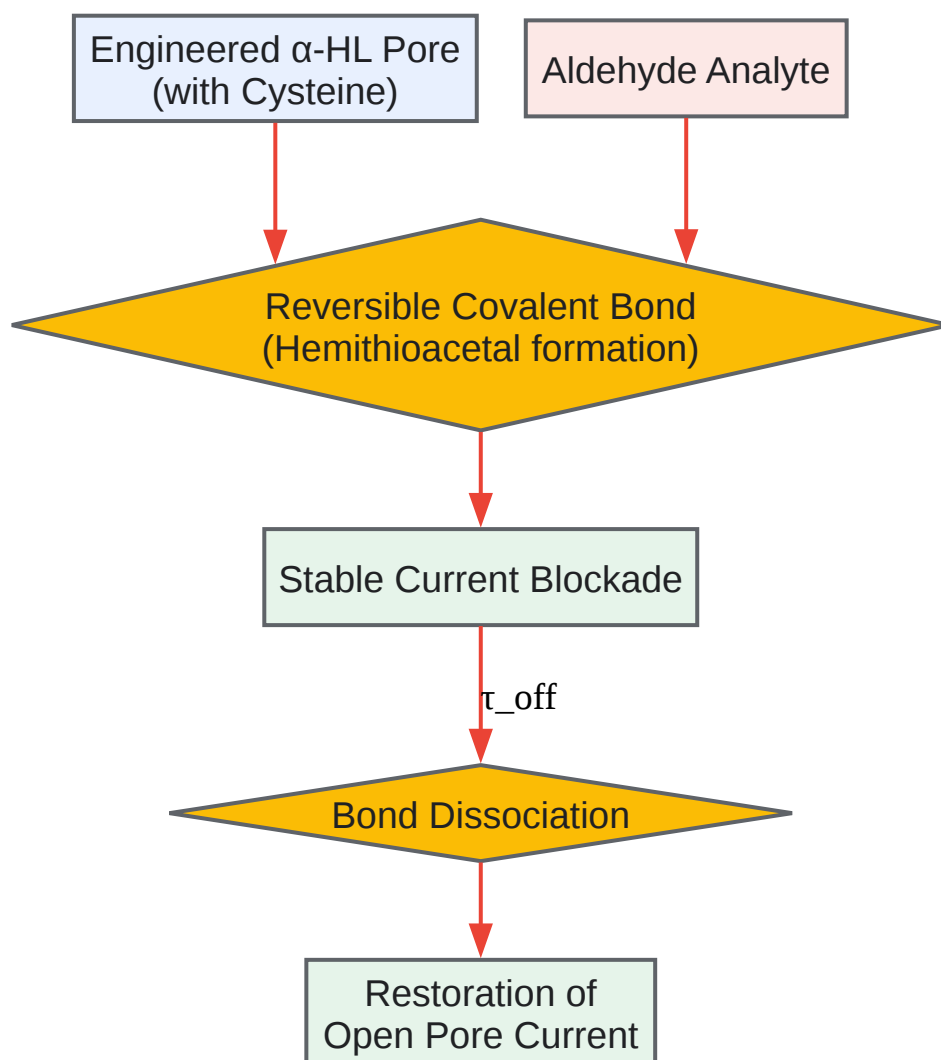 Engineered α-HL Pore
(with Cysteine)
Aldehyde Analyte
Reversible Covalent Bond
(Hemithioacetal formation)
Stable Current Blockade
τ_off
Bond Dissociation
Restoration of
Open Pore Current